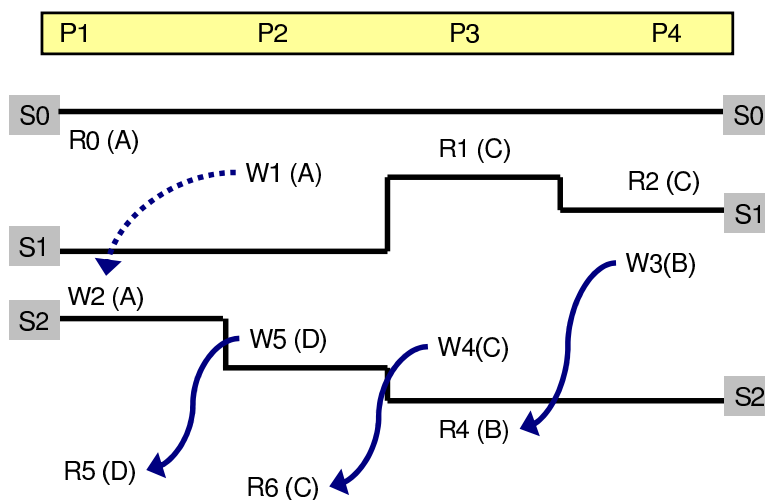 P1 P2 P3 P4
S0 S0
R0 (A)
R1 (C)
W1 (A)
R2 (C)
S1 S1
W3(B)
W2 (A)
S2
W5 (D)
W4(C)
S2
R4 (B)
R5 (D)
R6 (C)